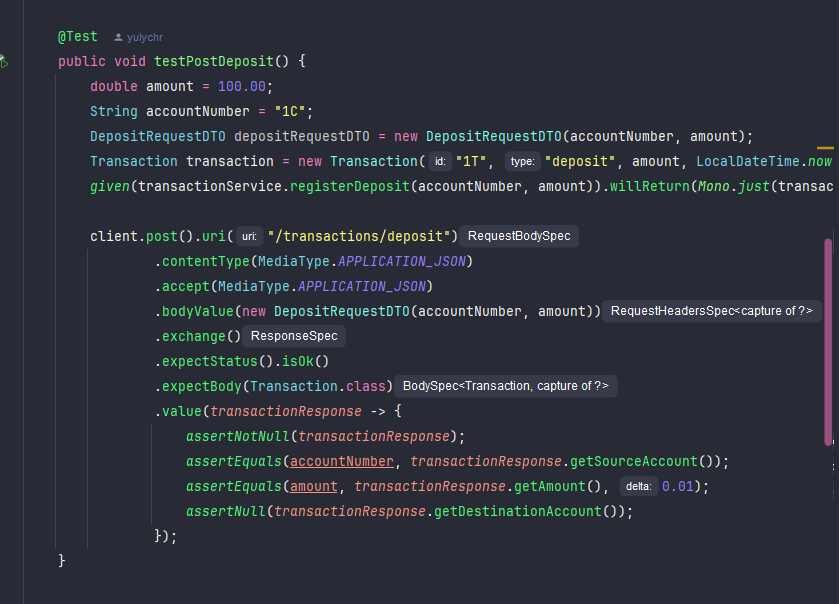 @Test yulychr
public void testPostDeposit() {
double amount = 100.00;
String accountNumber = "1C";
DepositRequestDTO depositRequestDTO = new DepositRequestDTO(accountNumber, amount);
Transaction transaction = new Transaction( id: "1T", type: "deposit", amount, LocalDateTime.now
given(transactionService.registerDeposit(accountNumber, amount)).willReturn(Mono.just(transac
client.post().uri( uri: "/transactions/deposit") RequestBodySpec
.contentType(MediaType.APPLICATION_JSON)
.accept(MediaType.APPLICATION_JSON)
.bodyValue(new DepositRequestDTO(accountNumber, amount)) RequestHeadersSpec<capture of ?>
.exchange() ResponseSpec
.expectStatus().isOk()
.expectBody(Transaction.class) BodySpec<Transaction, capture of ?>
.value(transactionResponse -> {
assertNotNull(transactionResponse);
assertEquals(accountNumber, transactionResponse.getSourceAccount());
assertEquals(amount, transactionResponse.getAmount(), delta: 0.01);
assertNull(transactionResponse.getDestinationAccount());
});
}